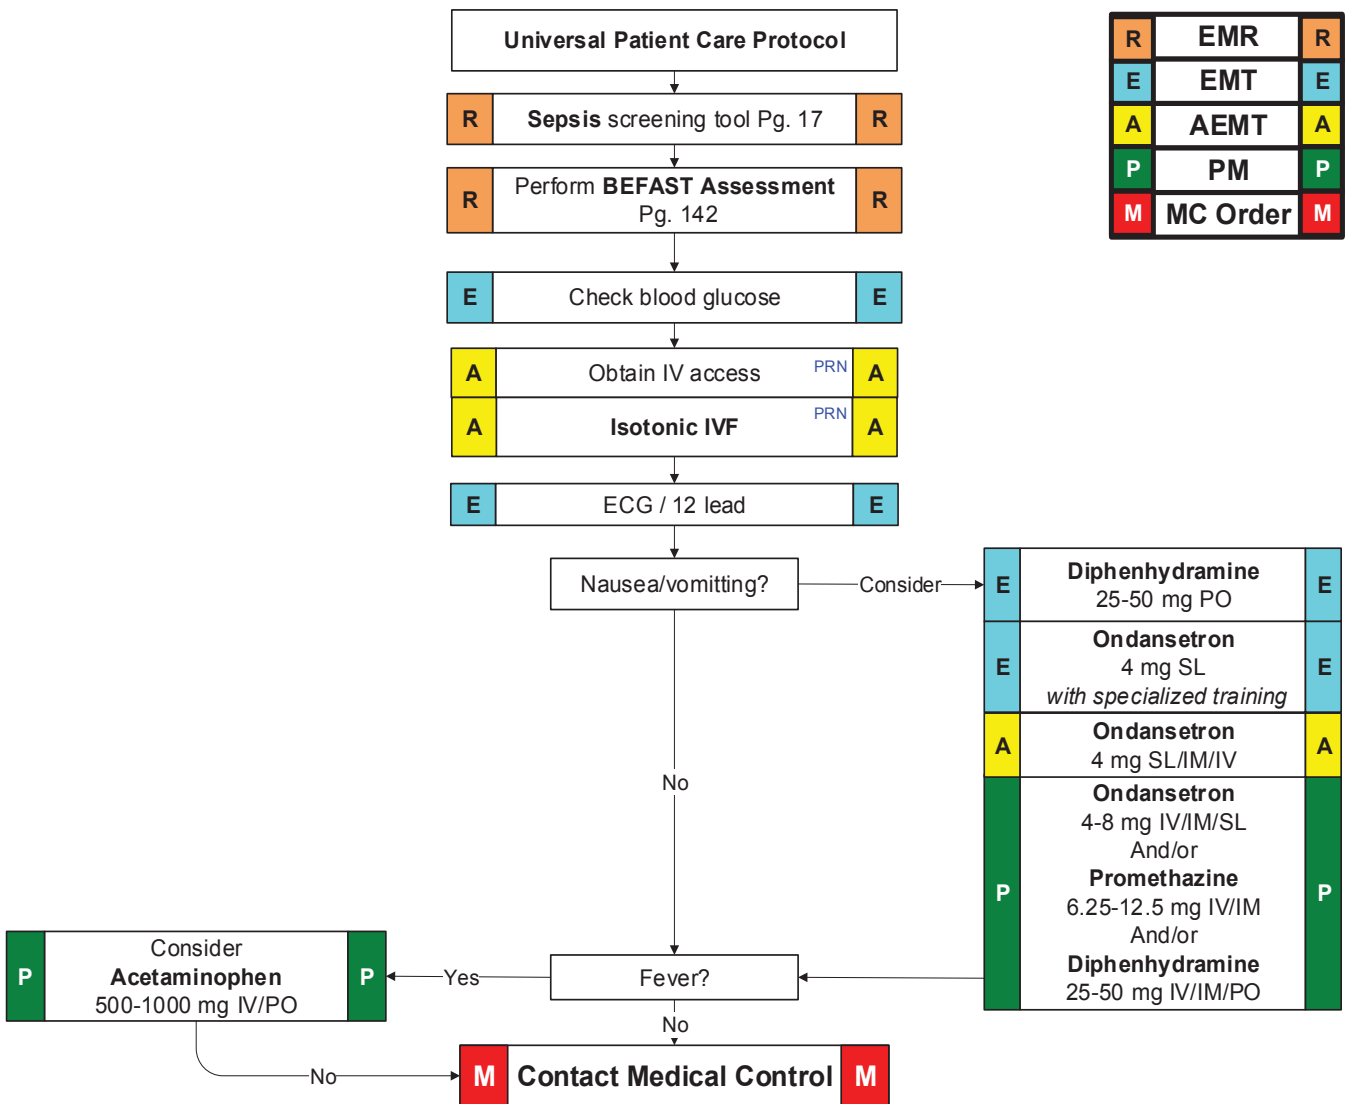 Universal Patient Care Protocol
R EMR R
E EMT E
A AEMT A
P PM P
M MC Order M
R Sepsis screening tool Pg. 17 R
R Perform BEFAST Assessment R
Pg. 142
E Check blood glucose E
A Obtain IV access PRN A
A Isotonic IVF PRN A
E ECG / 12 lead E
Nausea/vomitting?
Consider
E Diphenhydramine E
25-50 mg PO
E Ondansetron E
4 mg SL
with specialized training
A Ondansetron A
4 mg SL/IM/IV
P Ondansetron P
4-8 mg IV/IM/SL
And/or
Promethazine
6.25-12.5 mg IV/IM
And/or
Diphenhydramine
25-50 mg IV/IM/PO
No
Fever?
Yes
P Consider P
Acetaminophen
500-1000 mg IV/PO
No
No
M Contact Medical Control M